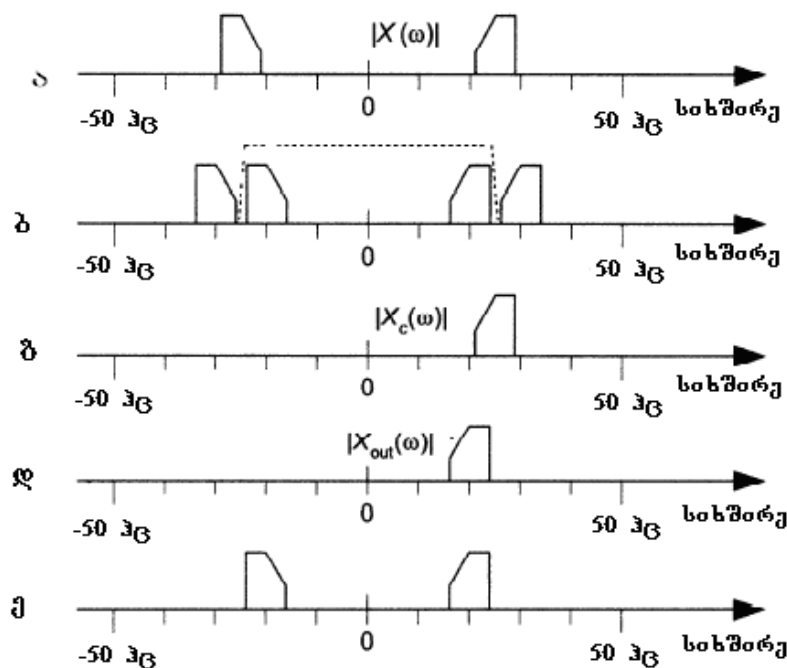 ა |X(ω)| 0 -50 ჰც 50 ჰც სიხშირე
ბ 0 -50 ჰც 50 ჰც სიხშირე
გ |Xc(ω)| 0 -50 ჰც 50 ჰც სიხშირე
დ |Xout(ω)| 0 -50 ჰც 50 ჰც სიხშირე
ე 0 -50 ჰც 50 ჰც სიხშირე